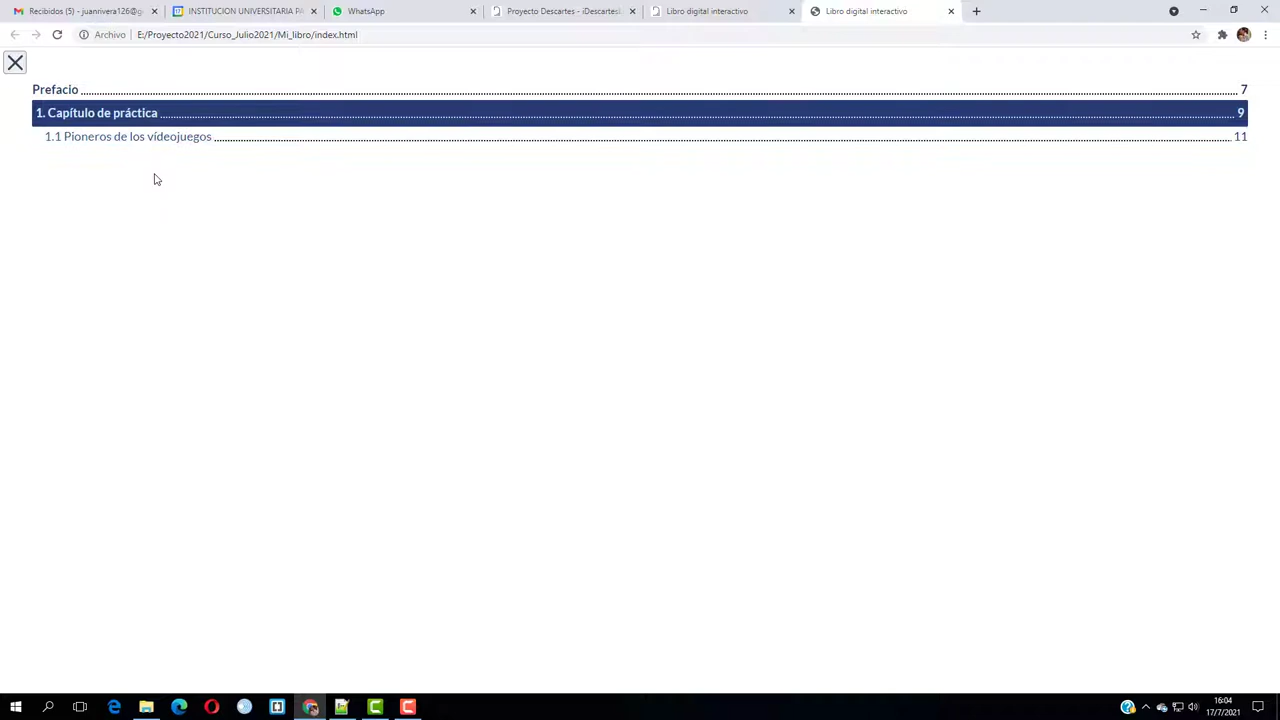 Recibidos (5) - juanrivera126@g
INSTITUCION UNIVERSITARIA PA
WhatsApp
Proyecto Descartes - iDescartes
Libro digital interactivo
Libro digital interactivo
Archivo
E:/Proyecto2021/Curso_Julio2021/Mi_libro/index.html
Prefacio 7
1. Capítulo de práctica 9
1.1 Pioneros de los vídeojuegos 11
16:04
17/7/2021